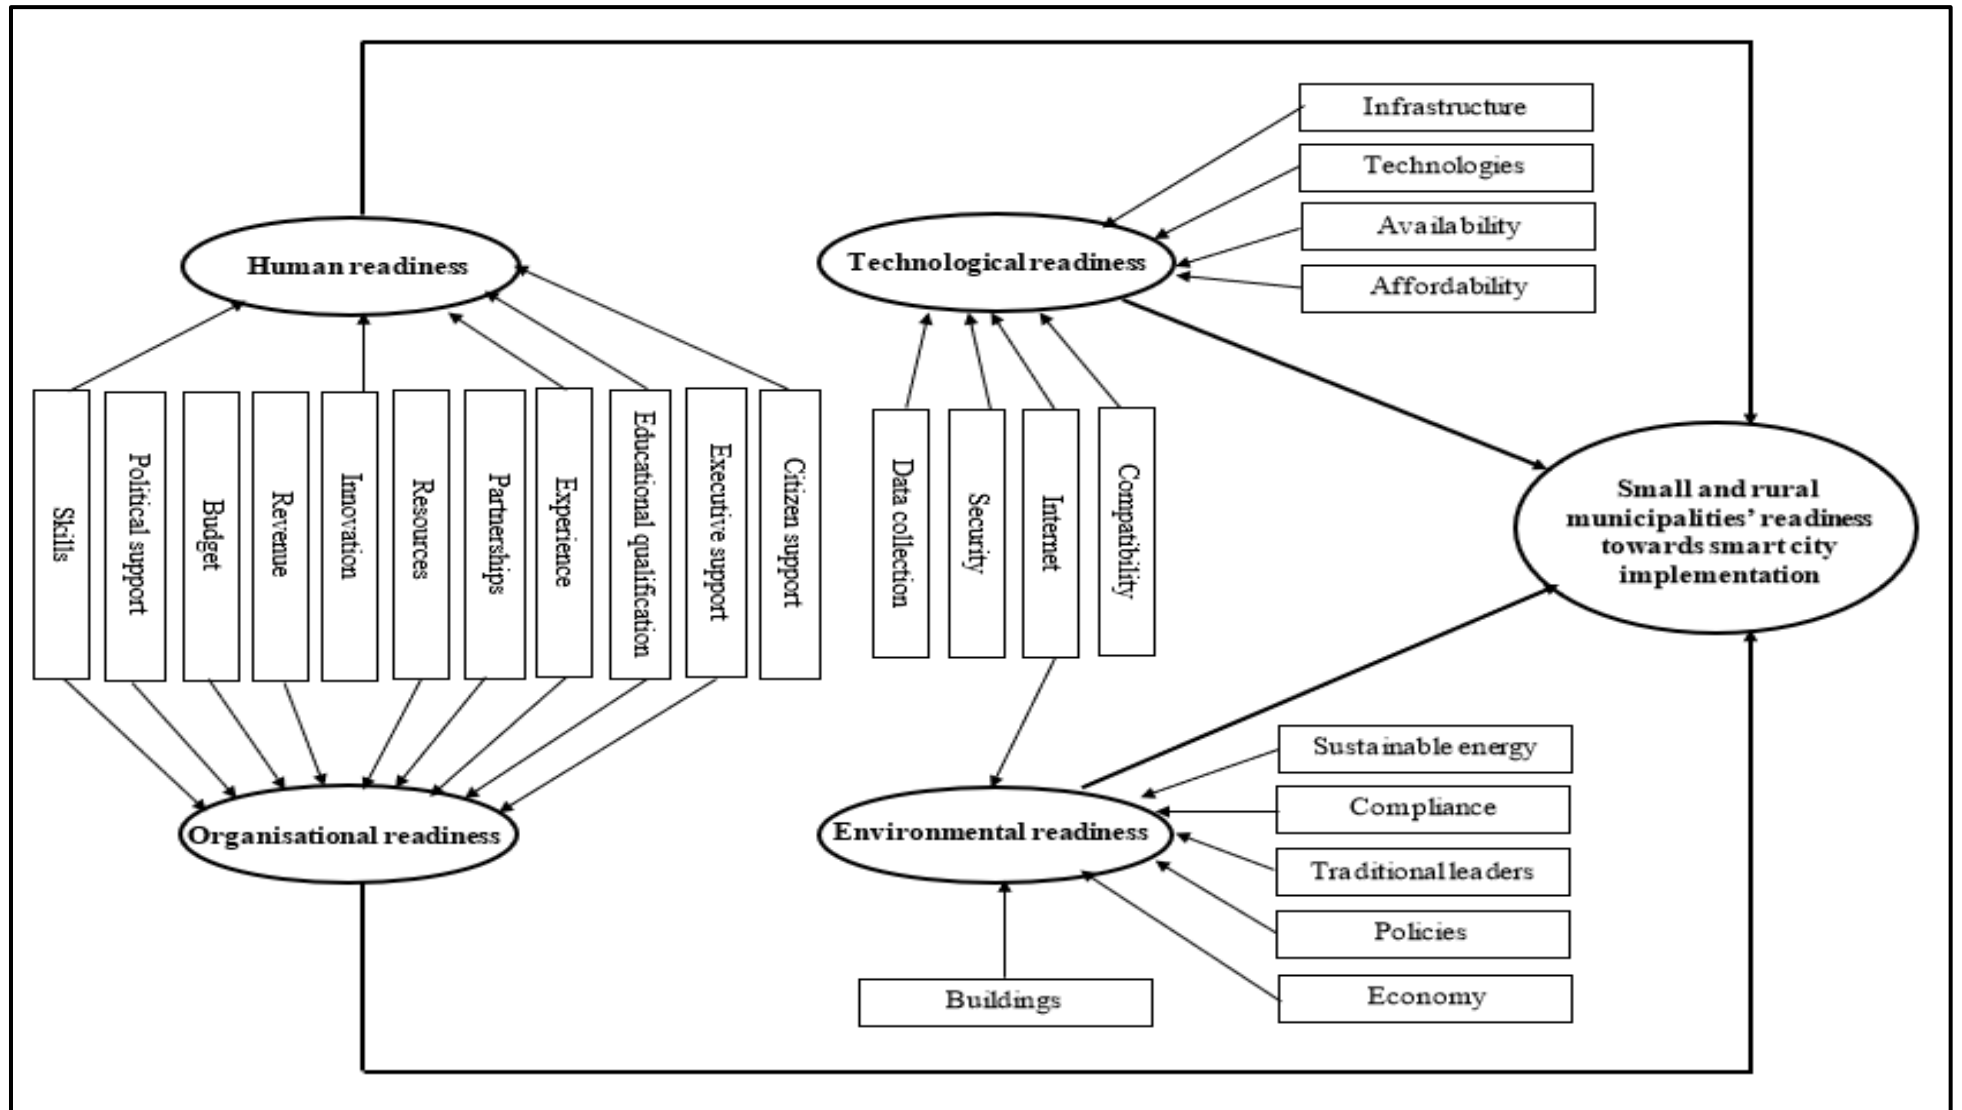 Infrastructure
Technologies
Availability
Affordability
Human readiness
Technological readiness
Skills
Political support
Budget
Revenue
Innovation
Resources
Partnerships
Experience
Educational qualification
Executive support
Citizen support
Data collection
Security
Internet
Compatibility
Small and rural
municipalities’ readiness
towards smart city
implementation
Organisational readiness
Environmental readiness
Sustainable energy
Compliance
Traditional leaders
Policies
Economy
Buildings